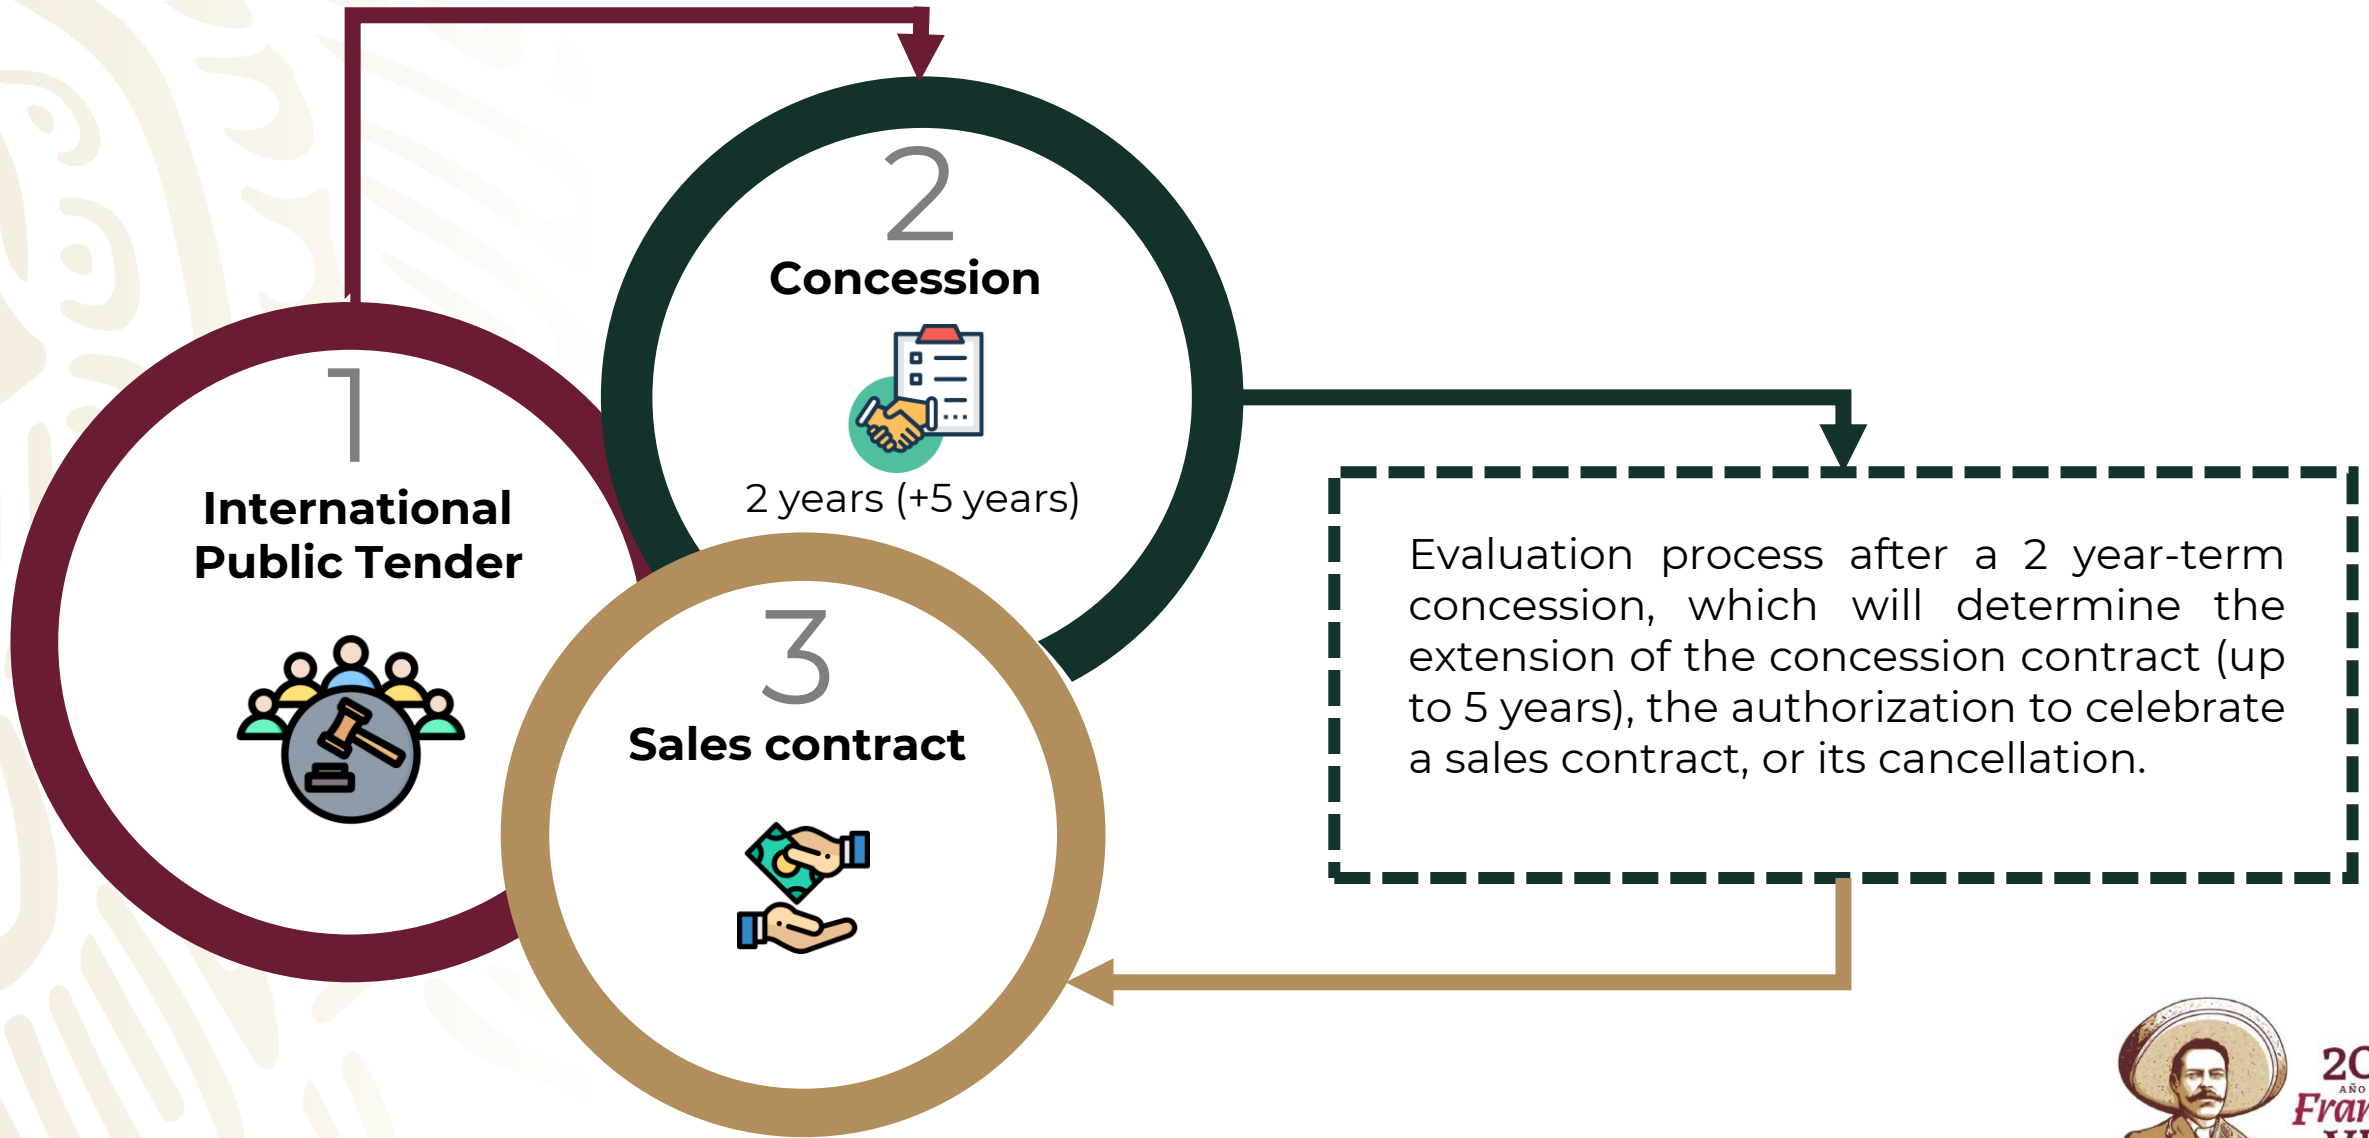 1
International
Public Tender
2
Concession
2 years (+5 years)
3
Sales contract
Evaluation process after a 2 year-term
concession, which will determine the
extension of the concession contract (up
to 5 years), the authorization to celebrate
a sales contract, or its cancellation.
AÑO